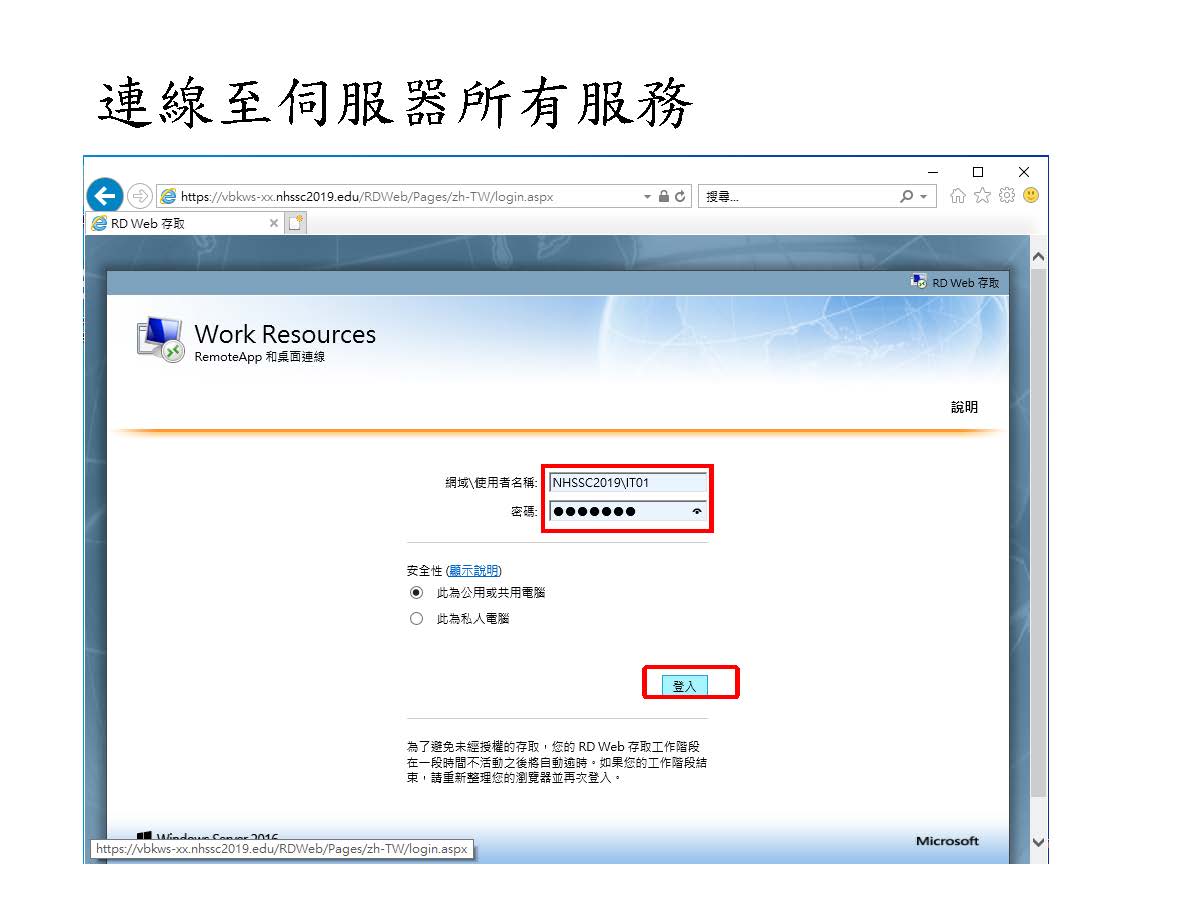 連線至伺服器所有服務
https://vbkws-xx.nhssc2019.edu/RDWeb/Pages/zh-TW/login.aspx
搜尋...
RD Web 存取
RD Web 存取
Work Resources
RemoteApp 和桌面連線
說明
網域\使用者名稱: NHSSC2019\IT01
密碼: ●●●●●●●
安全性 (顯示說明)
此為公用或共用電腦
此為私人電腦
登入
為了避免未經授權的存取，您的 RD Web 存取工作階段
在一段時間不活動之後將自動逾時。如果您的工作階段結
束，請重新整理您的瀏覽器並再次登入。
Windows Server 2016
Microsoft
https://vbkws-xx.nhssc2019.edu/RDWeb/Pages/zh-TW/login.aspx